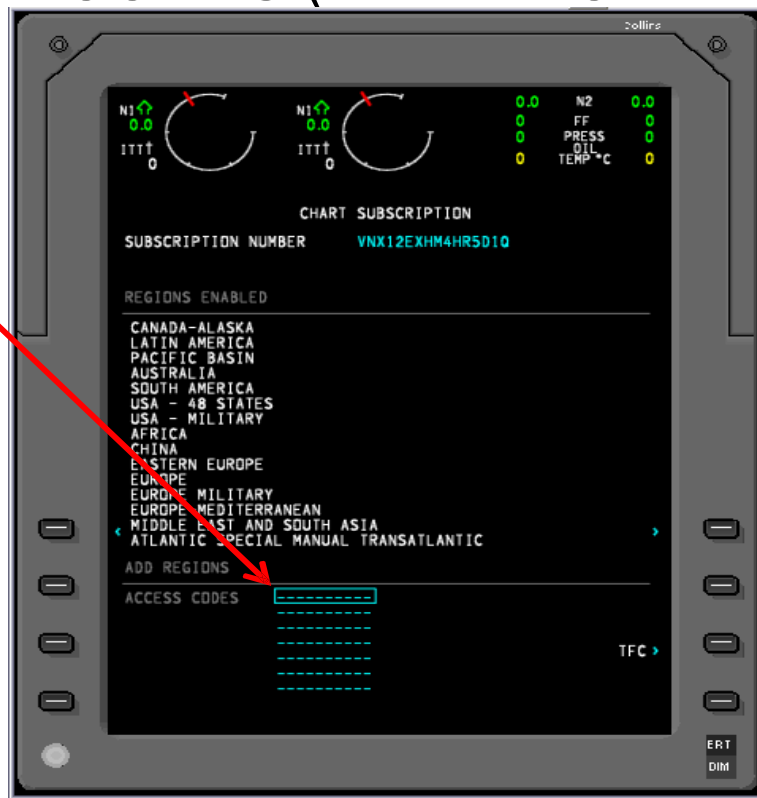 Collins
N1 N1 0.0 N2 0.0
0.0 0.0 0 FF 0
0 PRESS 0
ITT ITT OIL
0 0 0 TEMP °C 0
CHART SUBSCRIPTION
SUBSCRIPTION NUMBER VNX12EXHM4HR5D1Q
REGIONS ENABLED
CANADA-ALASKA
LATIN AMERICA
PACIFIC BASIN
AUSTRALIA
SOUTH AMERICA
USA - 48 STATES
USA - MILITARY
AFRICA
CHINA
EASTERN EUROPE
EUROPE
EUROPE MILITARY
EUROPE MEDITERRANEAN
MIDDLE EAST AND SOUTH ASIA
ATLANTIC SPECIAL MANUAL TRANSATLANTIC
ADD REGIONS
ACCESS CODES -----------
-----------
-----------
-----------
TFC >
-----------
-----------
-----------
ERT
DIM